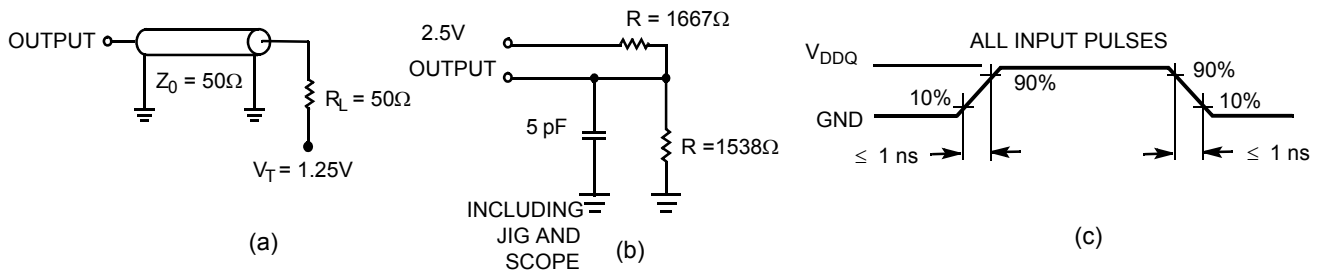 OUTPUT
Z0 = 50Ω
RL = 50Ω
VT = 1.25V
(a)
R = 1667Ω
2.5V
OUTPUT
5 pF
R =1538Ω
INCLUDING
JIG AND
SCOPE
(b)
ALL INPUT PULSES
VDDQ
GND
10%
90%
90%
10%
≤ 1 ns
≤ 1 ns
(c)